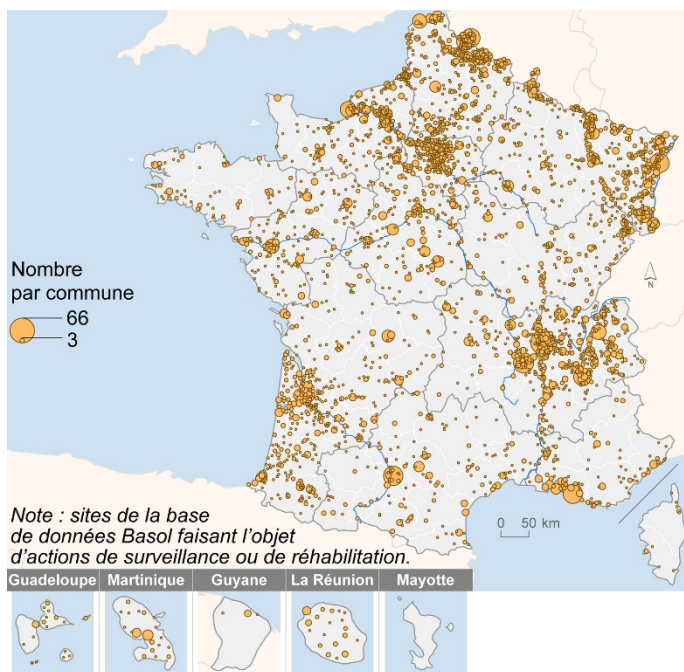 Nombre
par commune
66
3
N
Note : sites de la base
de données Basol faisant l'objet
d'actions de surveillance ou de réhabilitation.
0 50 km
Guadeloupe Martinique Guyane La Réunion Mayotte